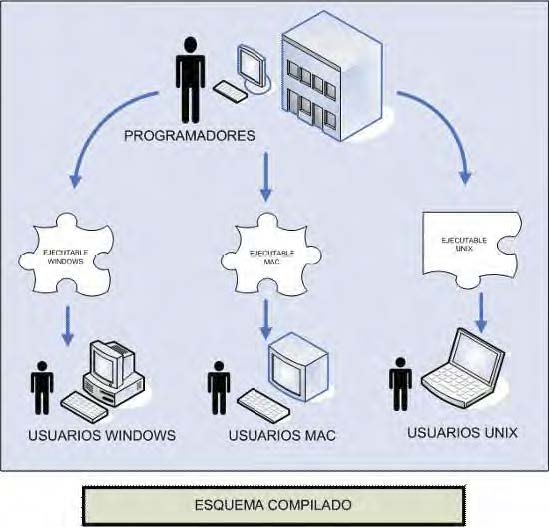 PROGRAMADORES
EJECUTABLE
WINDOWS
EJECUTABLE
MAC
EJECUTABLE
UNIX
USUARIOS WINDOWS
USUARIOS MAC
USUARIOS UNIX
ESQUEMA COMPILADO